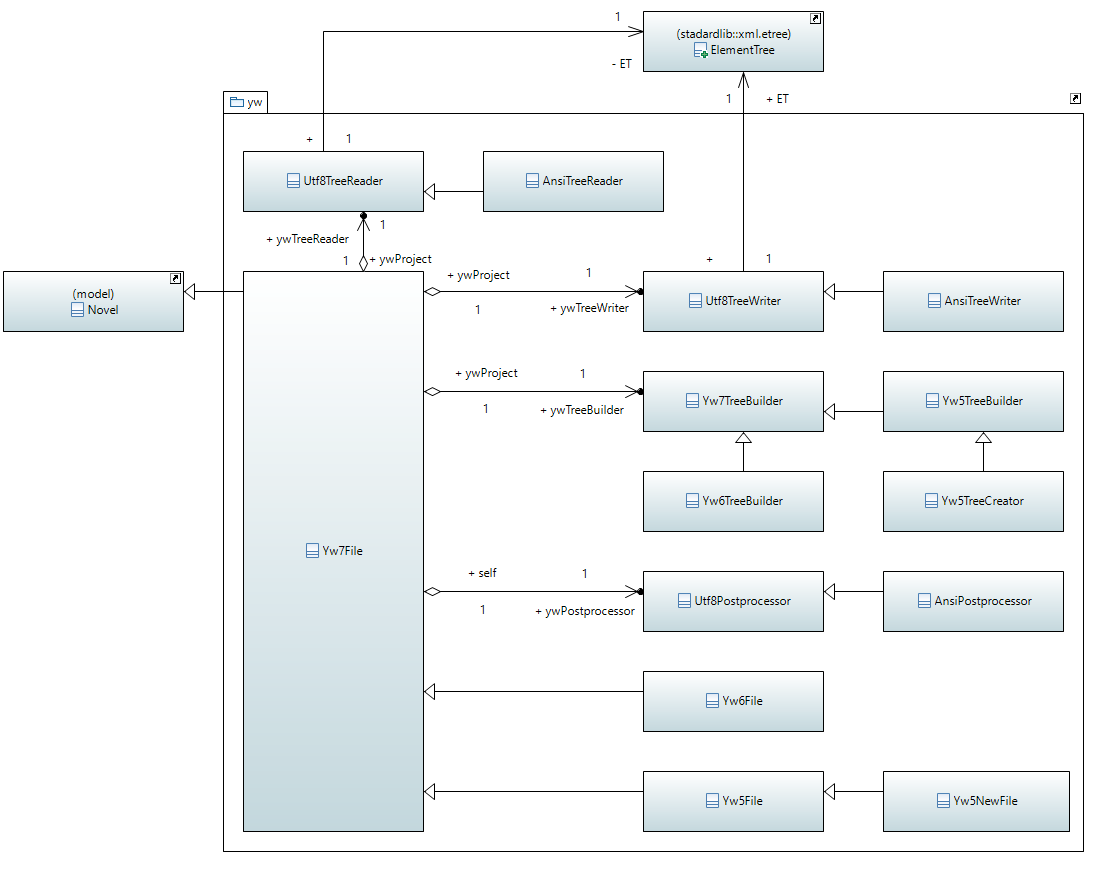 1
(stadardlib::xml.etree)
ElementTree
- ET
1
+ ET
yw
+
1
Utf8TreeReader
AnsiTreeReader
1
+ ywTreeReader
1
+ ywProject
+
1
(model)
Novel
+ ywProject
1
1
+ ywTreeWriter
Utf8TreeWriter
AnsiTreeWriter
+ ywProject
1
1
+ ywTreeBuilder
Yw7TreeBuilder
Yw5TreeBuilder
Yw6TreeBuilder
Yw5TreeCreator
Yw7File
+ self
1
1
+ ywPostprocessor
Utf8Postprocessor
AnsiPostprocessor
Yw6File
Yw5File
Yw5NewFile